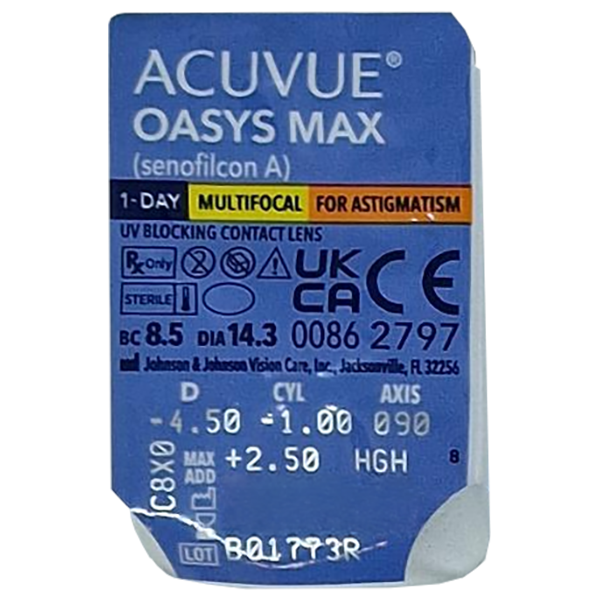 ACUVUE®
OASYS MAX
(senofilcon A)
1-DAY MULTIFOCAL FOR ASTIGMATISM
UV BLOCKING CONTACT LENS
Rx Only UK CA CE
STERILE
BC 8.5 DIA 14.3 0086 2797
Johnson & Johnson Vision Care, Inc., Jacksonville, FL 32256
D CYL AXIS
-4.50 -1.00 090
MAX ADD +2.50 HGH 8
C8X0
LOT B01773R